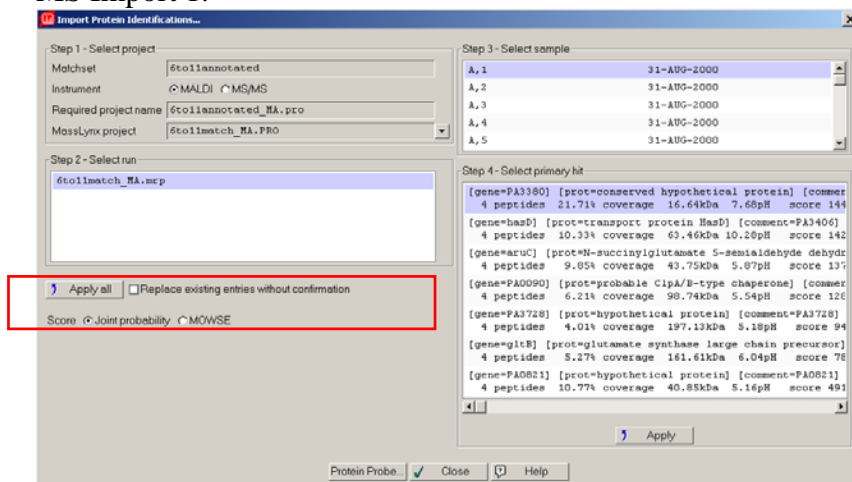 MS Import 1.
Import Protein Identifications...
Step 1 - Select project
Matchset 6to11annotated
Instrument MALDI MS/MS
Required project name 6to11annotated_MA.pro
MassLynx project 6to11match_MA.PRO
Step 2 - Select run
6to11match_MA.mrp
Apply all Replace existing entries without confirmation
Score Joint probability MOWSE
Step 3 - Select sample
A,1 31-AUG-2000
A,2 31-AUG-2000
A,3 31-AUG-2000
A,4 31-AUG-2000
A,5 31-AUG-2000
Step 4 - Select primary hit
[gene=PA3380] [prot=conserved hypothetical protein] [commer
4 peptides 21.71% coverage 16.64kDa 7.68pH score 144
[gene=hasD] [prot=transport protein HasD] [comment=PA3406]
4 peptides 10.33% coverage 63.46kDa 10.28pH score 142
[gene=aruC] [prot=N-succinylglutamate 5-semialdehyde dehydr
4 peptides 9.85% coverage 43.75kDa 5.87pH score 137
[gene=PA0090] [prot=probable ClpA/B-type chaperone] [commer
4 peptides 6.21% coverage 98.74kDa 5.54pH score 128
[gene=PA3728] [prot=hypothetical protein] [comment=PA3728]
4 peptides 4.01% coverage 197.13kDa 5.18pH score 94
[gene=gltB] [prot=glutamate synthase large chain precursor]
4 peptides 5.27% coverage 161.61kDa 6.04pH score 78
[gene=PA0821] [prot=hypothetical protein] [comment=PA0821]
4 peptides 10.77% coverage 40.85kDa 5.16pH score 491
Apply
Protein Probe... Close Help